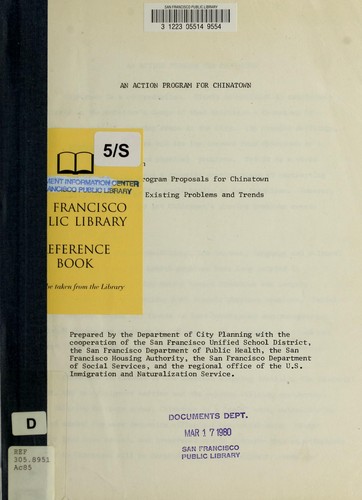 SAN FRANCISCO PUBLIC LIBRARY
3 1223 05514 9554
AN ACTION PROGRAM FOR CHINATOWN
5/S
MENT INFORMATION CENTER
ANCISCO PUBLIC LIBRARY
rogram Proposals for Chinatown
Existing Problems and Trends
FRANCISCO
LIC LIBRARY
EFERENCE
BOOK
be taken from the Library
Prepared by the Department of City Planning with the
cooperation of the San Francisco Unified School District,
the San Francisco Department of Public Health, the San
Francisco Housing Authority, the San Francisco Department
of Social Services, and the regional office of the U.S.
Immigration and Naturalization Service.
DOCUMENTS DEPT.
MAR 17 1980
SAN FRANCISCO
PUBLIC LIBRARY
D
REF
305.8951
Ac85